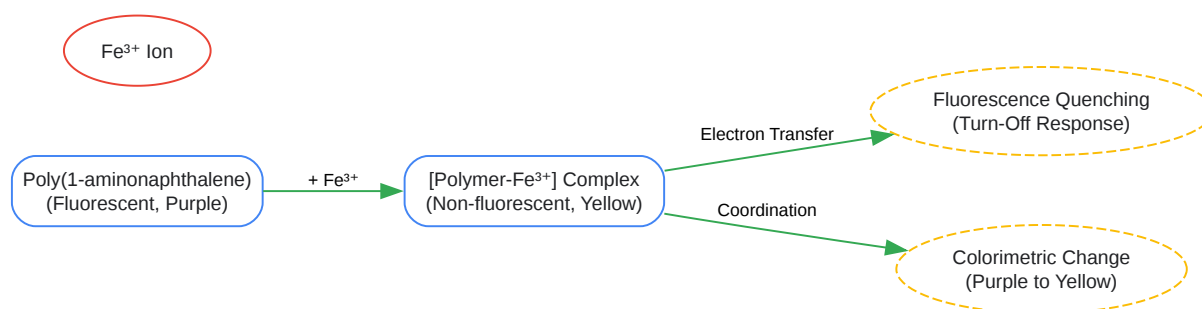 Fe³⁺ Ion
Poly(1-aminonaphthalene)
(Fluorescent, Purple)
+ Fe³⁺
[Polymer-Fe³⁺] Complex
(Non-fluorescent, Yellow)
Electron Transfer
Fluorescence Quenching
(Turn-Off Response)
Coordination
Colorimetric Change
(Purple to Yellow)